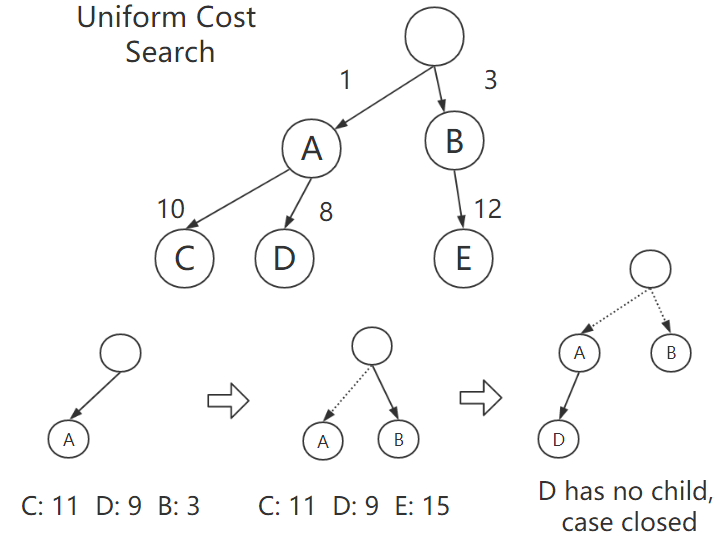 Uniform Cost
Search
1
3
A
B
10
8
12
C
D
E
A
B
D
A
A
B
C: 11 D: 9 B: 3
C: 11 D: 9 E: 15
D has no child,
case closed